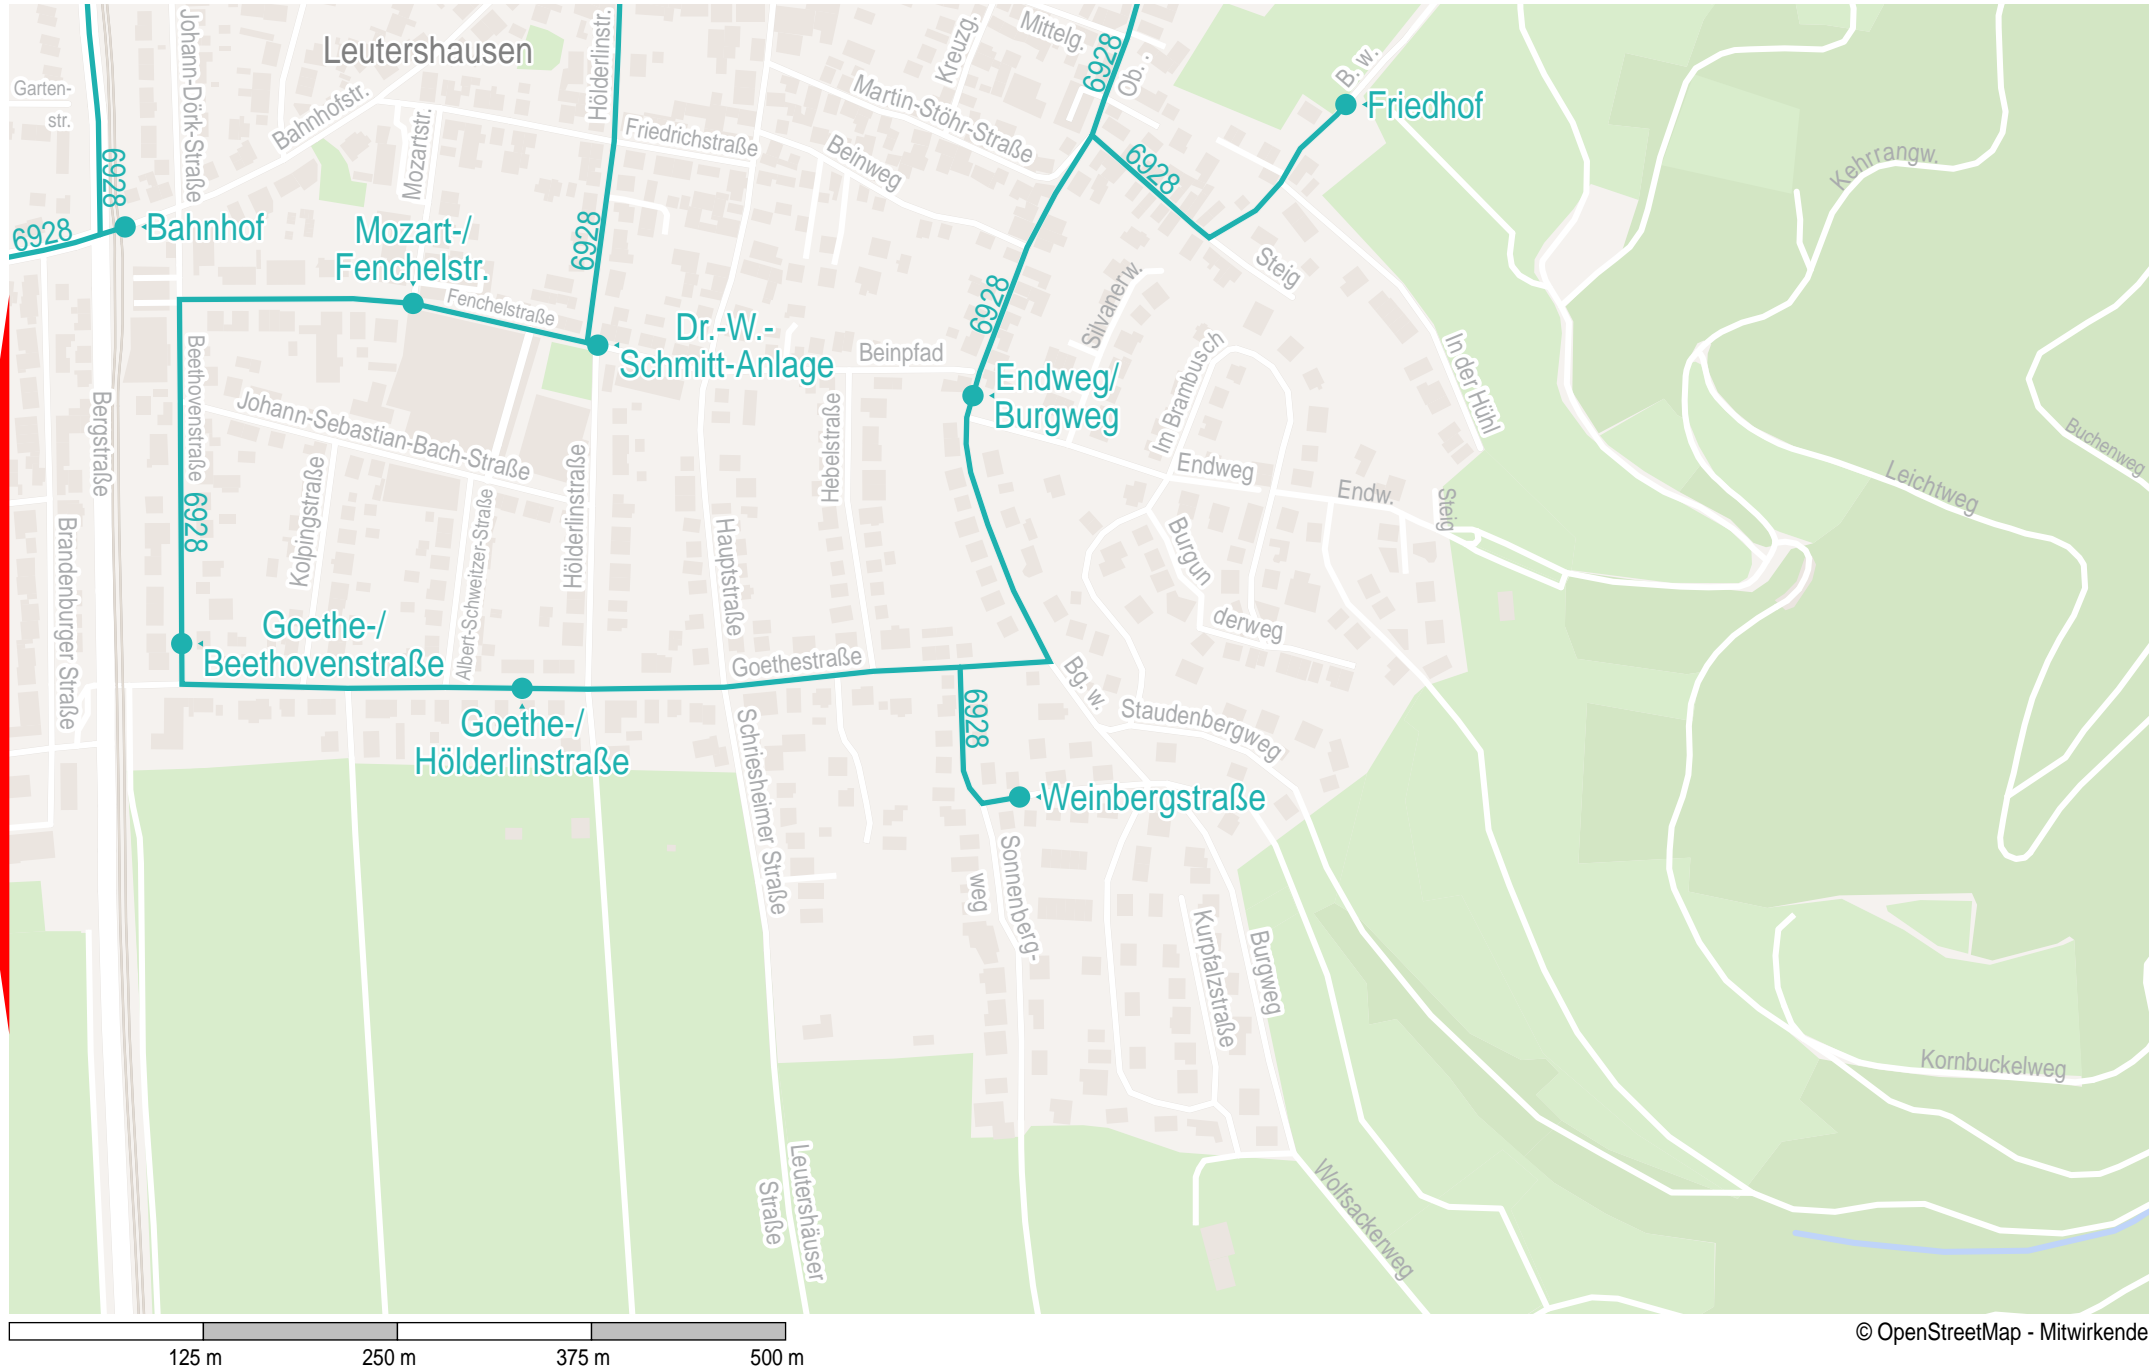 Leutershausen
Johann-Dörk-Straße
Hölderlinstr.
Kreuzg.
Mittelg.
6928
Ob. .
B. w.
Garten-
str.
Bahnhofstr.
Mozartstr.
Friedrichstraße
Martin-Stöhr-Straße
Beinweg
Friedhof
Kehrrangw.
6928
6928
6928
Bahnhof
Mozart-/
Fenchelstr.
6928
Fenchelstraße
Steig
Silvanerw.
6928
Dr.-W.-
Schmitt-Anlage
Beinpfad
Endweg/
Burgweg
Im Brambusch
In der Hühl
Beethovenstraße
Bergstraße
Johann-Sebastian-Bach-Straße
Hebelstraße
Buchenweg
Leichtweg
Endweg
Endw.
Steig
Kolpingstraße
Albert-Schweitzer-Straße
Hölderlinstraße
Hauptstraße
6928
Brandenburger Straße
Burgun
derweg
Goethe-/
Beethovenstraße
Goethestraße
Bg. w.
Staudenbergweg
Goethe-/
Hölderlinstraße
6928
Schriesheimer Straße
Weinbergstraße
Sonnenberg-
weg
Kurpfalzstraße
Burgweg
Kornbuckelweg
Leutershäuser
Straße
Wolfsackerweg
125 m
250 m
375 m
500 m
© OpenStreetMap - Mitwirkende